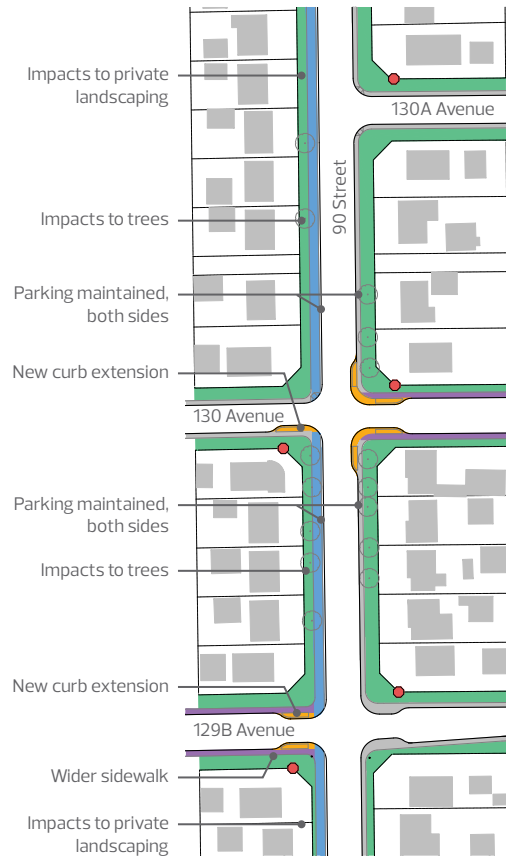 Impacts to private
landscaping
130A Avenue
90 Street
Impacts to trees
Parking maintained,
both sides
New curb extension
130 Avenue
Parking maintained,
both sides
Impacts to trees
New curb extension
129B Avenue
Wider sidewalk
Impacts to private
landscaping